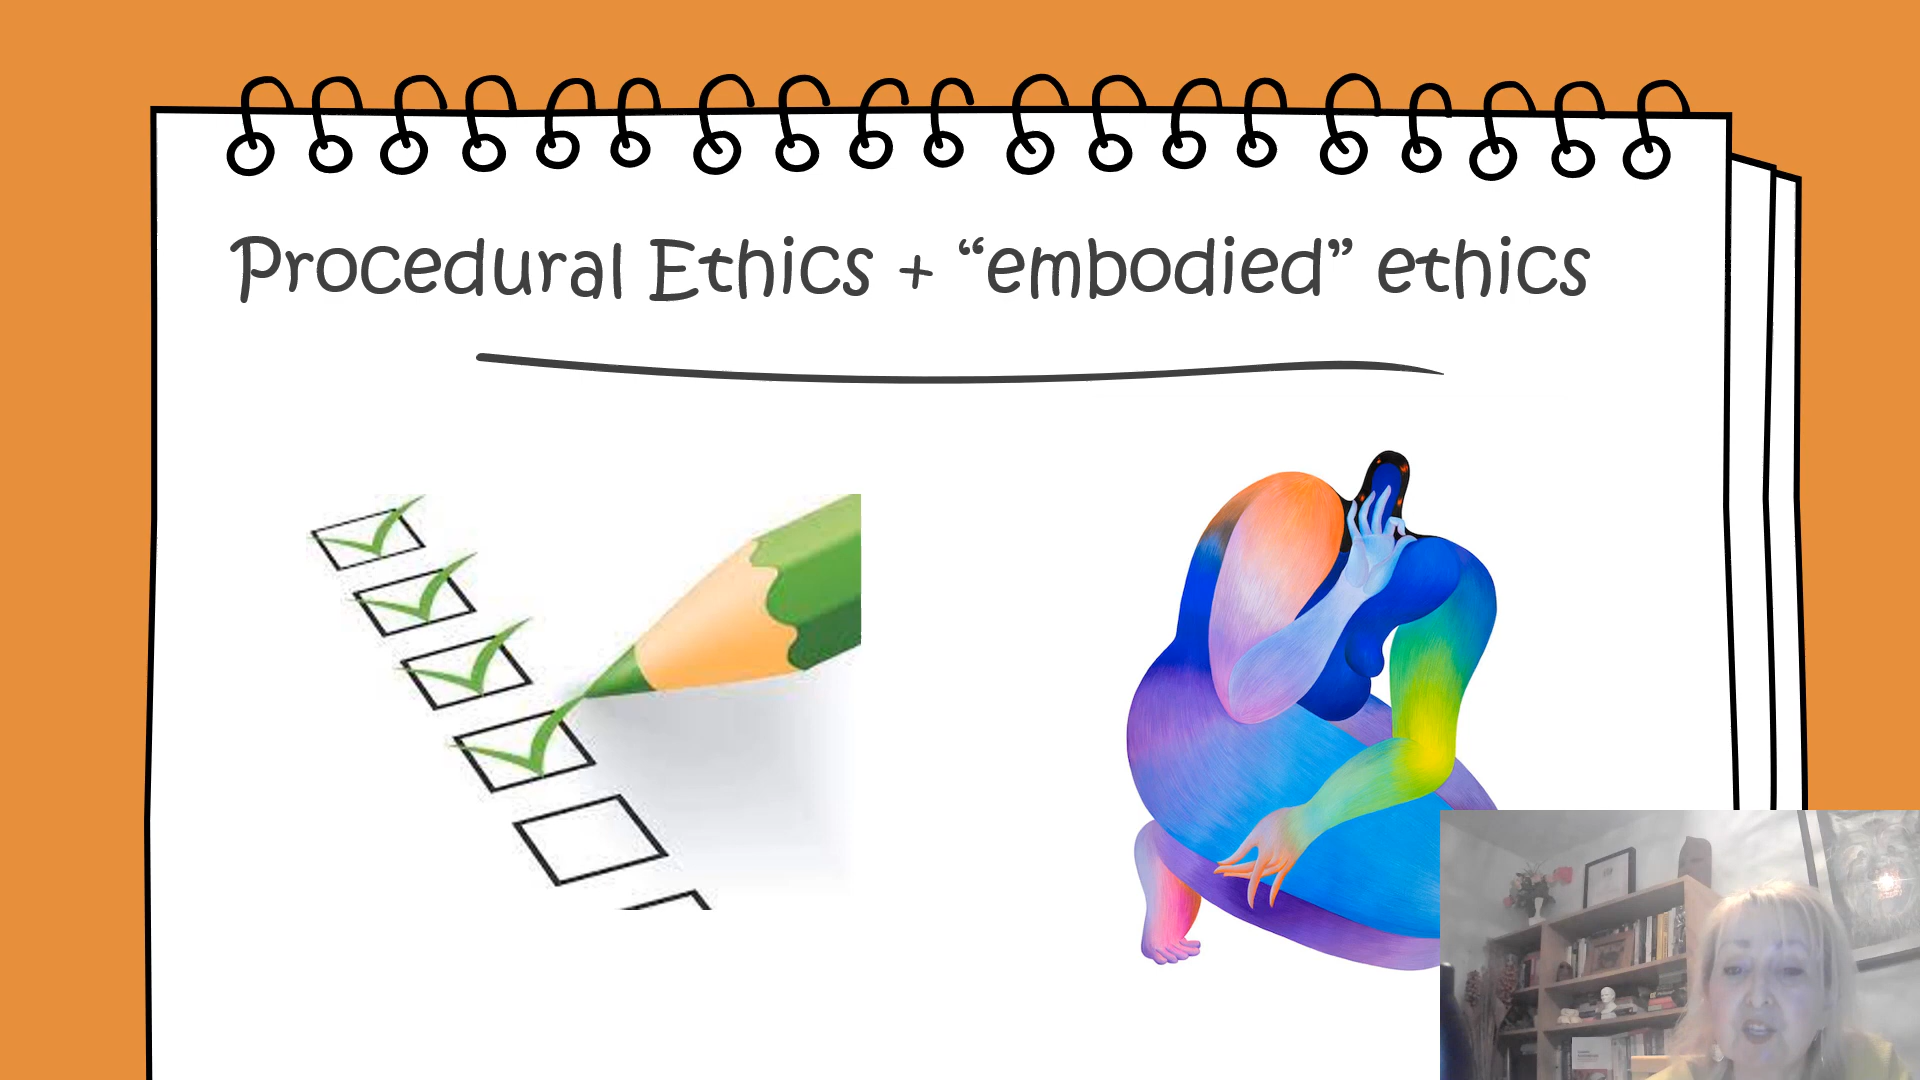 Procedural Ethics + “embodied” ethics